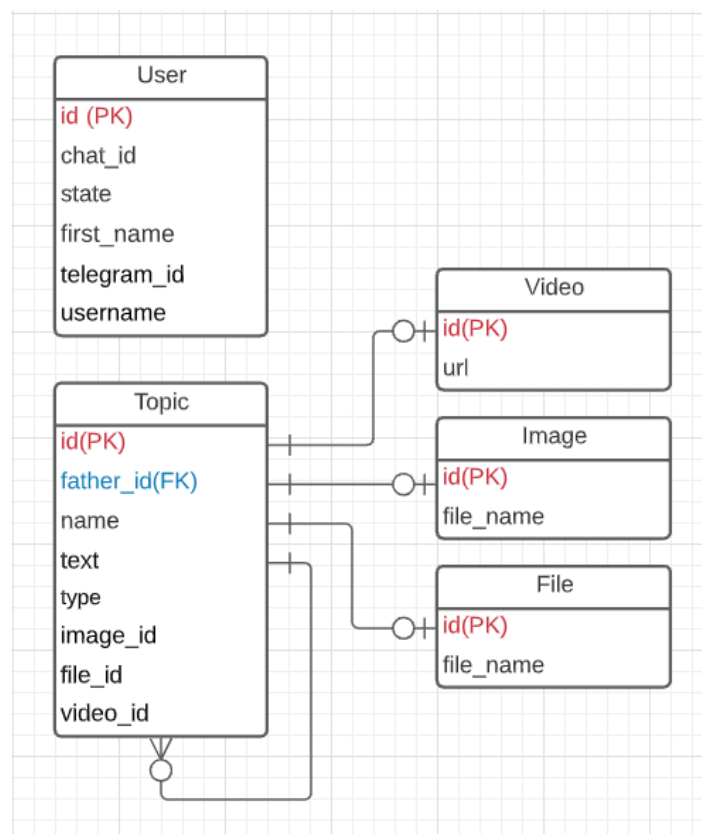 User
id (PK)
chat_id
state
first_name
telegram_id
username
Topic
id(PK)
father_id(FK)
name
text
type
image_id
file_id
video_id
Video
id(PK)
url
Image
id(PK)
file_name
File
id(PK)
file_name